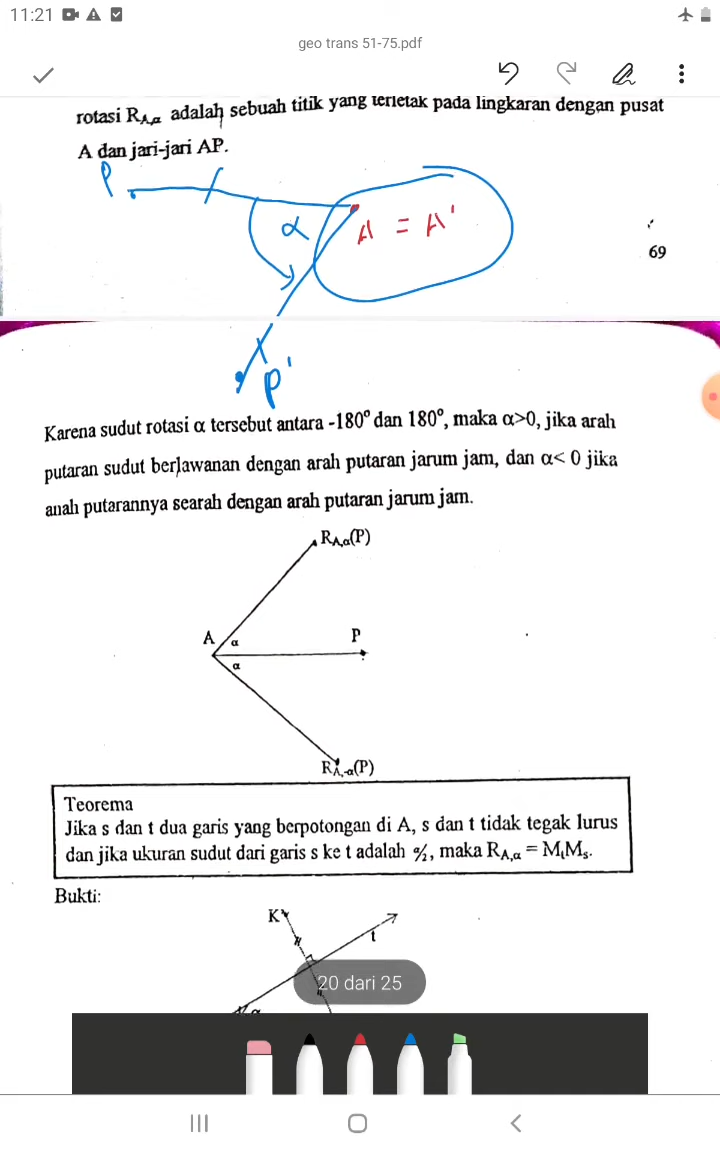 11:21
geo trans 51-75.pdf
rotasi R_A,α adalah sebuah titik yang terletak pada lingkaran dengan pusat
A dan jari-jari AP.
P
α
A = A'
69
P'
Karena sudut rotasi α tersebut antara -180° dan 180°, maka α>0, jika arah
putaran sudut berlawanan dengan arah putaran jarum jam, dan α< 0 jika
arah putarannya searah dengan arah putaran jarum jam.
R_A,α(P)
A α P
α
R_A,-α(P)
Teorema
Jika s dan t dua garis yang berpotongan di A, s dan t tidak tegak lurus
dan jika ukuran sudut dari garis s ke t adalah α/2, maka R_A,α = M_tM_s.
Bukti:
K
t
20 dari 25
α